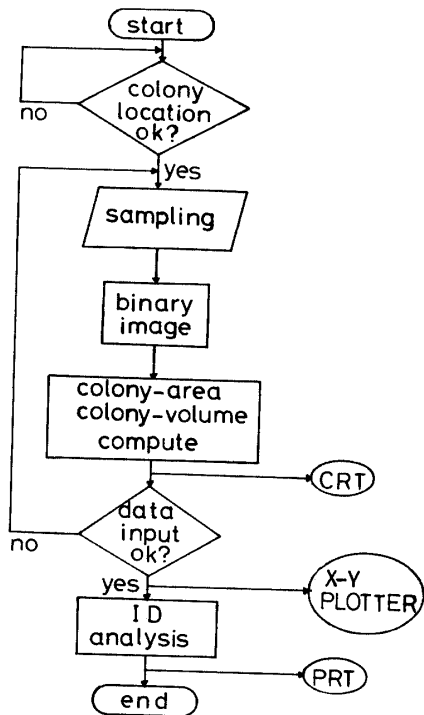 start
colony
location
ok?
no
yes
sampling
binary
image
colony-area
colony-volume
compute
CRT
data
input
ok?
no
yes
X-Y
PLOTTER
ID
analysis
PRT
end